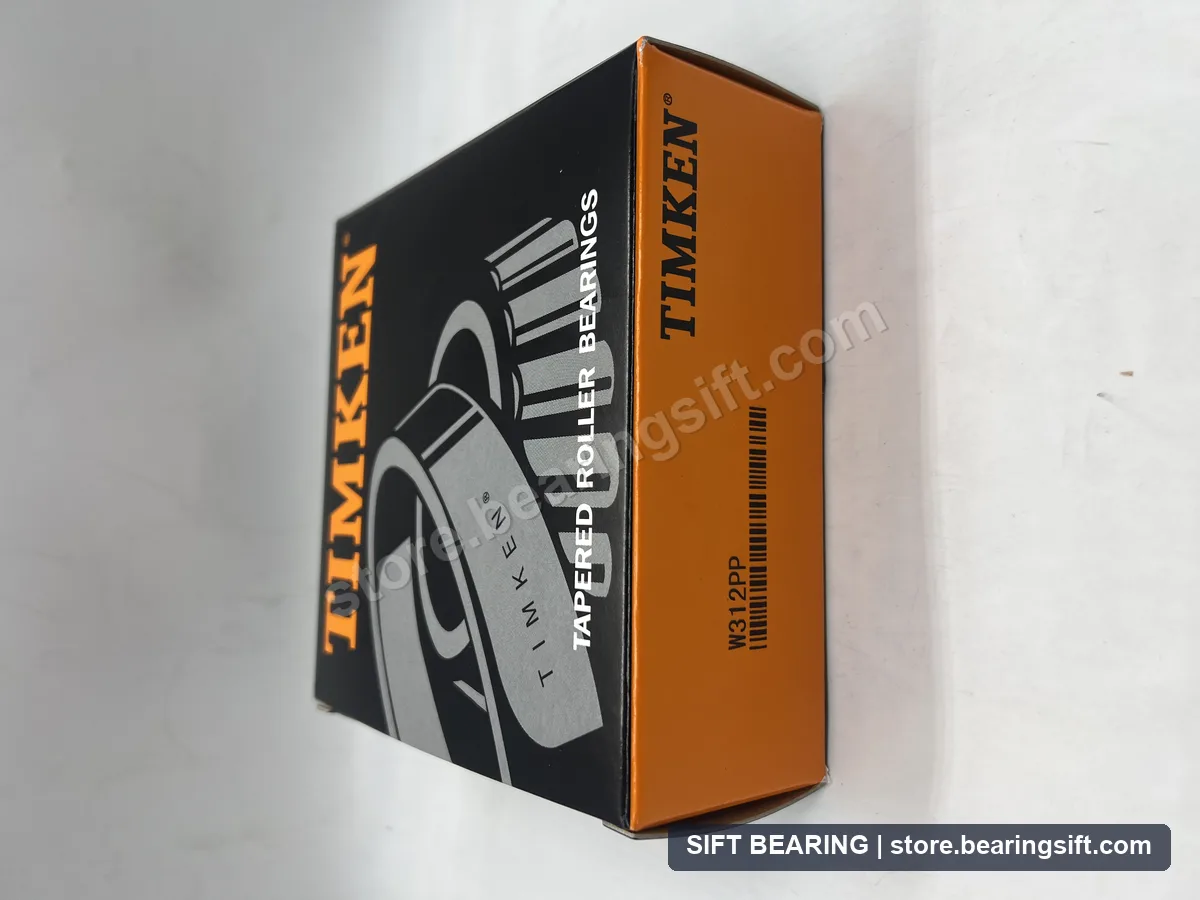 TIMKEN®
TIMKEN®
TAPERED ROLLER BEARINGS
TIMKEN®
W312PP
store.bearingsift.com
SIFT BEARING | store.bearingsift.com